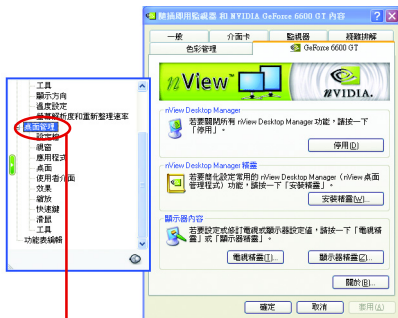 隨插即用監視器 和 NVIDIA GeForce 6600 GT 內容
一般
介面卡
監視器
疑難排解
色彩管理
GeForce 6600 GT
nView™
nVIDIA.
nView Desktop Manager
若要關閉所有 nView Desktop Manager 功能，請按一下
「停用」。
停用(D)
nView Desktop Manager 精靈
若要簡化設定常用的 nView Desktop Manager (nView 桌面
管理程式) 功能，請按一下「安裝精靈」。
安裝精靈(W)...
顯示器內容
若要設定或修訂電視或顯示器設定值，請按一下「電視精
靈」或「顯示器精靈」。
電視精靈(T)...
顯示器精靈(Z)...
關於(B)...
確定
取消
套用(A)
工具
顯示方向
溫度設定
螢幕解析度和重新整理速率
桌面管理
設定檔
視窗
應用程式
桌面
使用者介面
效果
縮放
快速鍵
滑鼠
工具
功能表編輯